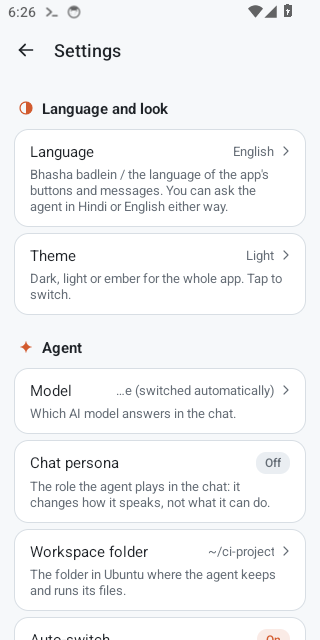 6:26
Settings
Language and look
Language English
Bhasha badlein / the language of the app's
buttons and messages. You can ask the
agent in Hindi or English either way.
Theme Light
Dark, light or ember for the whole app. Tap to
switch.
Agent
Model …e (switched automatically)
Which AI model answers in the chat.
Chat persona Off
The role the agent plays in the chat: it
changes how it speaks, not what it can do.
Workspace folder ~/ci-project
The folder in Ubuntu where the agent keeps
and runs its files.
Auto-switch On